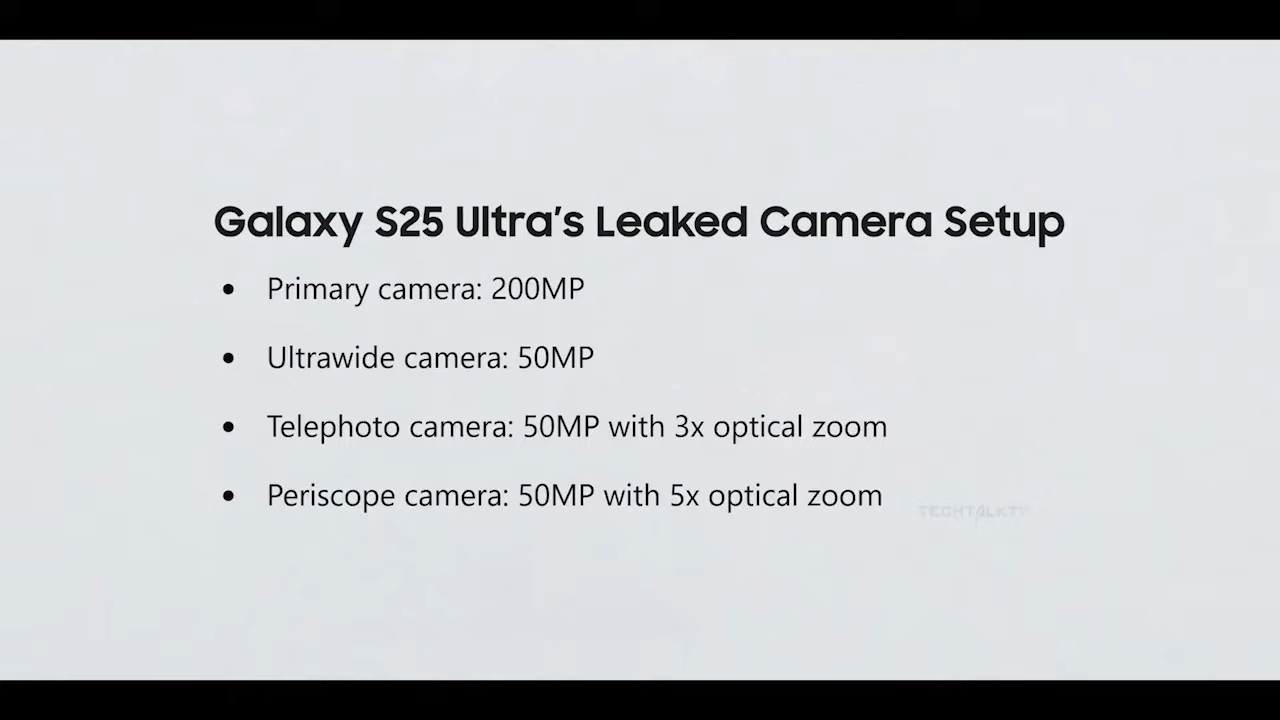 Galaxy S25 Ultra's Leaked Camera Setup
• Primary camera: 200MP
• Ultrawide camera: 50MP
• Telephoto camera: 50MP with 3x optical zoom
• Periscope camera: 50MP with 5x optical zoom
TECHTALKTV